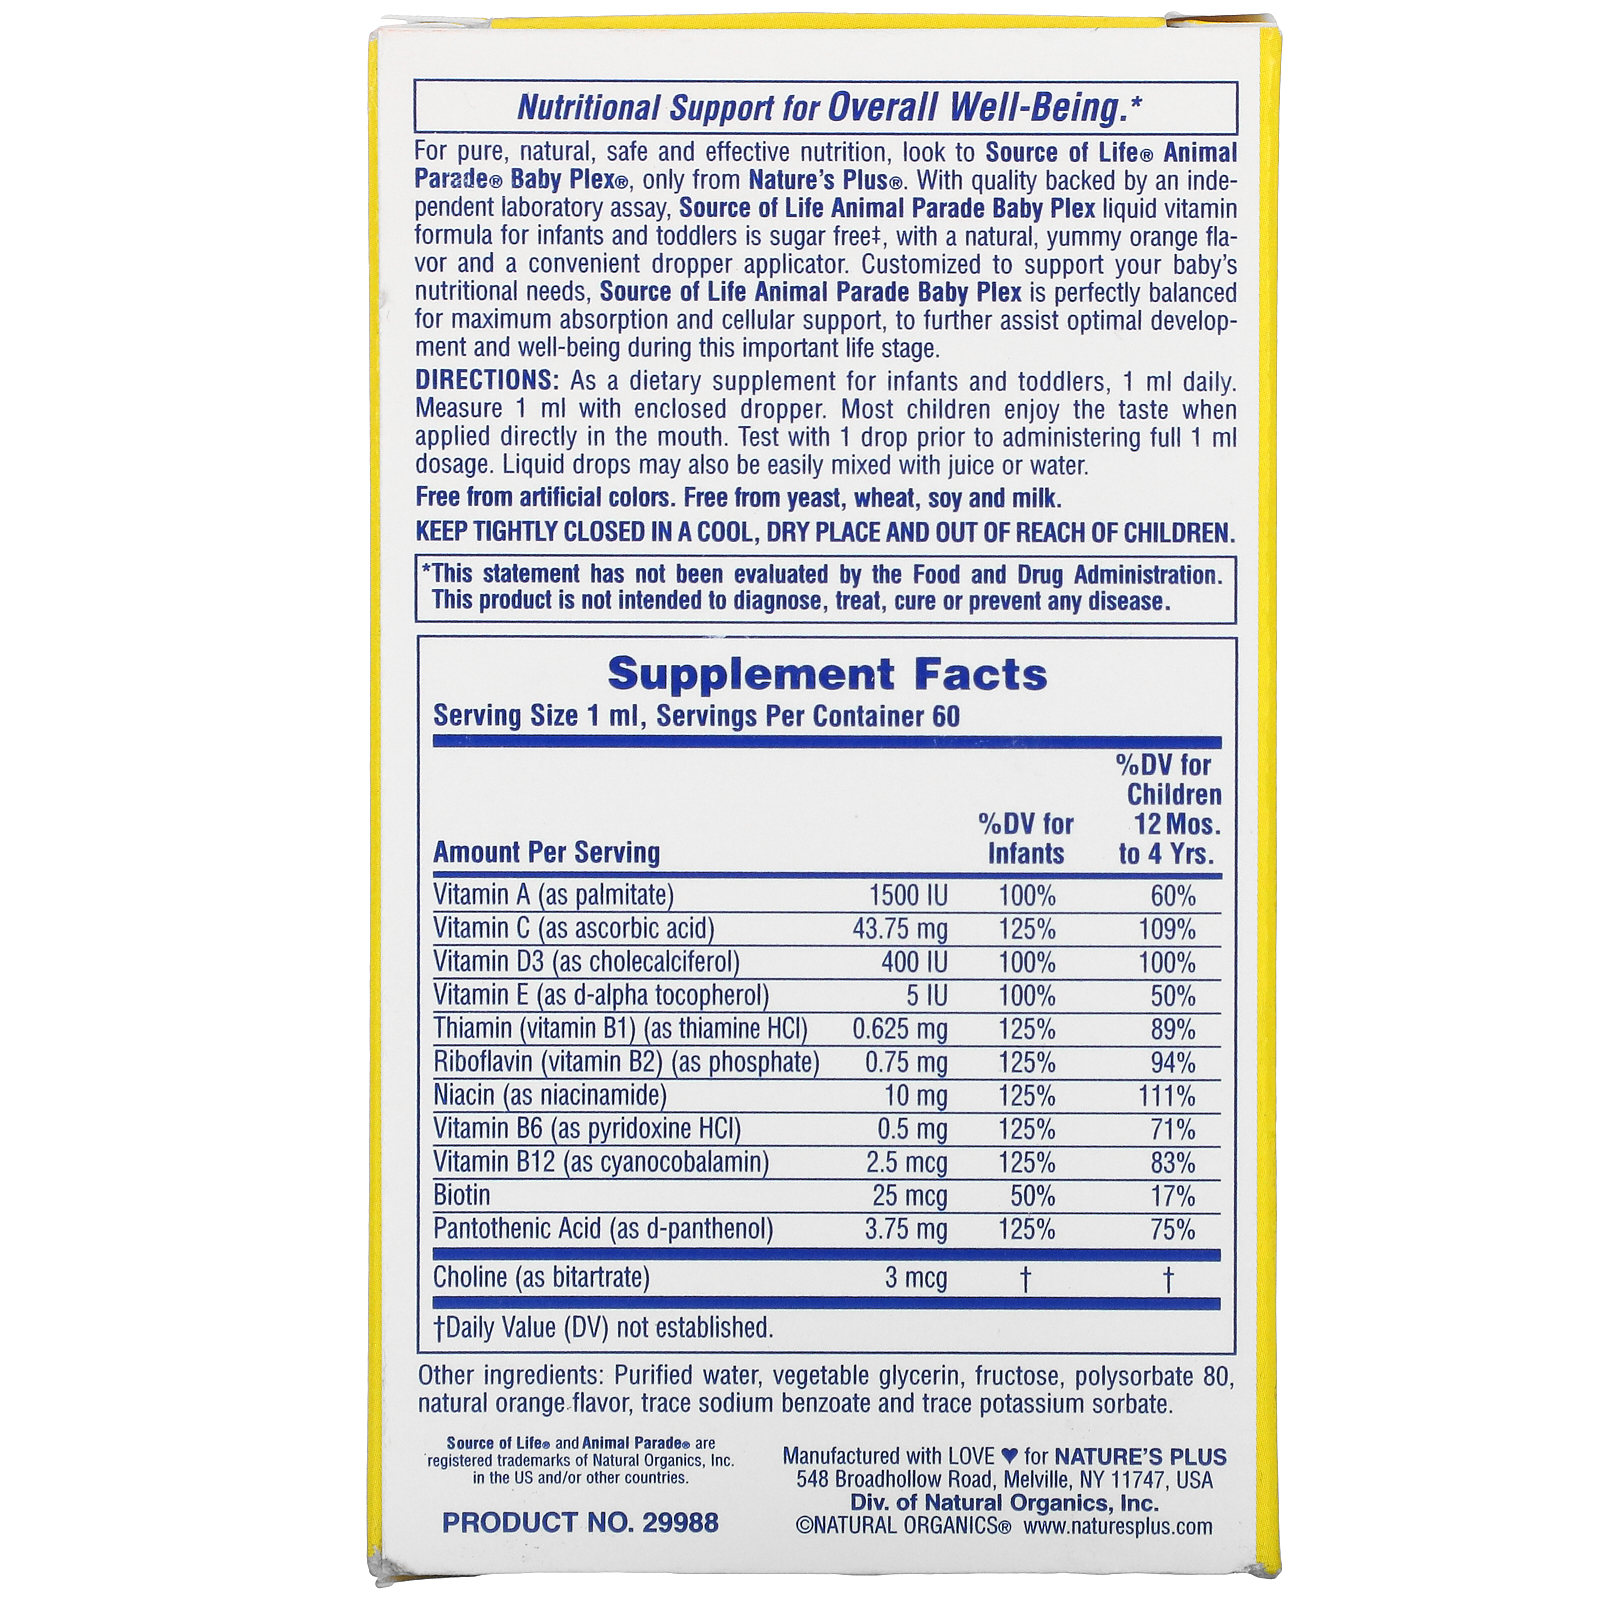 Nutritional Support for Overall Well-Being.*
For pure, natural, safe and effective nutrition, look to Source of Life® Animal
Parade® Baby Plex®, only from Nature's Plus®. With quality backed by an inde-
pendent laboratory assay, Source of Life Animal Parade Baby Plex liquid vitamin
formula for infants and toddlers is sugar free‡, with a natural, yummy orange fla-
vor and a convenient dropper applicator. Customized to support your baby's
nutritional needs, Source of Life Animal Parade Baby Plex is perfectly balanced
for maximum absorption and cellular support, to further assist optimal develop-
ment and well-being during this important life stage.
DIRECTIONS: As a dietary supplement for infants and toddlers, 1 ml daily.
Measure 1 ml with enclosed dropper. Most children enjoy the taste when
applied directly in the mouth. Test with 1 drop prior to administering full 1 ml
dosage. Liquid drops may also be easily mixed with juice or water.
Free from artificial colors. Free from yeast, wheat, soy and milk.
KEEP TIGHTLY CLOSED IN A COOL, DRY PLACE AND OUT OF REACH OF CHILDREN.
*This statement has not been evaluated by the Food and Drug Administration.
This product is not intended to diagnose, treat, cure or prevent any disease.
Supplement Facts
Serving Size 1 ml, Servings Per Container 60
%DV for
Children
%DV for 12 Mos.
Amount Per Serving Infants to 4 Yrs.
Vitamin A (as palmitate) 1500 IU 100% 60%
Vitamin C (as ascorbic acid) 43.75 mg 125% 109%
Vitamin D3 (as cholecalciferol) 400 IU 100% 100%
Vitamin E (as d-alpha tocopherol) 5 IU 100% 50%
Thiamin (vitamin B1) (as thiamine HCl) 0.625 mg 125% 89%
Riboflavin (vitamin B2) (as phosphate) 0.75 mg 125% 94%
Niacin (as niacinamide) 10 mg 125% 111%
Vitamin B6 (as pyridoxine HCl) 0.5 mg 125% 71%
Vitamin B12 (as cyanocobalamin) 2.5 mcg 125% 83%
Biotin 25 mcg 50% 17%
Pantothenic Acid (as d-panthenol) 3.75 mg 125% 75%
Choline (as bitartrate) 3 mcg † †
†Daily Value (DV) not established.
Other ingredients: Purified water, vegetable glycerin, fructose, polysorbate 80,
natural orange flavor, trace sodium benzoate and trace potassium sorbate.
Source of Life® and Animal Parade® are
registered trademarks of Natural Organics, Inc.
in the US and/or other countries.
PRODUCT NO. 29988
Manufactured with LOVE ♥ for NATURE'S PLUS
548 Broadhollow Road, Melville, NY 11747, USA
Div. of Natural Organics, Inc.
©NATURAL ORGANICS® www.naturesplus.com